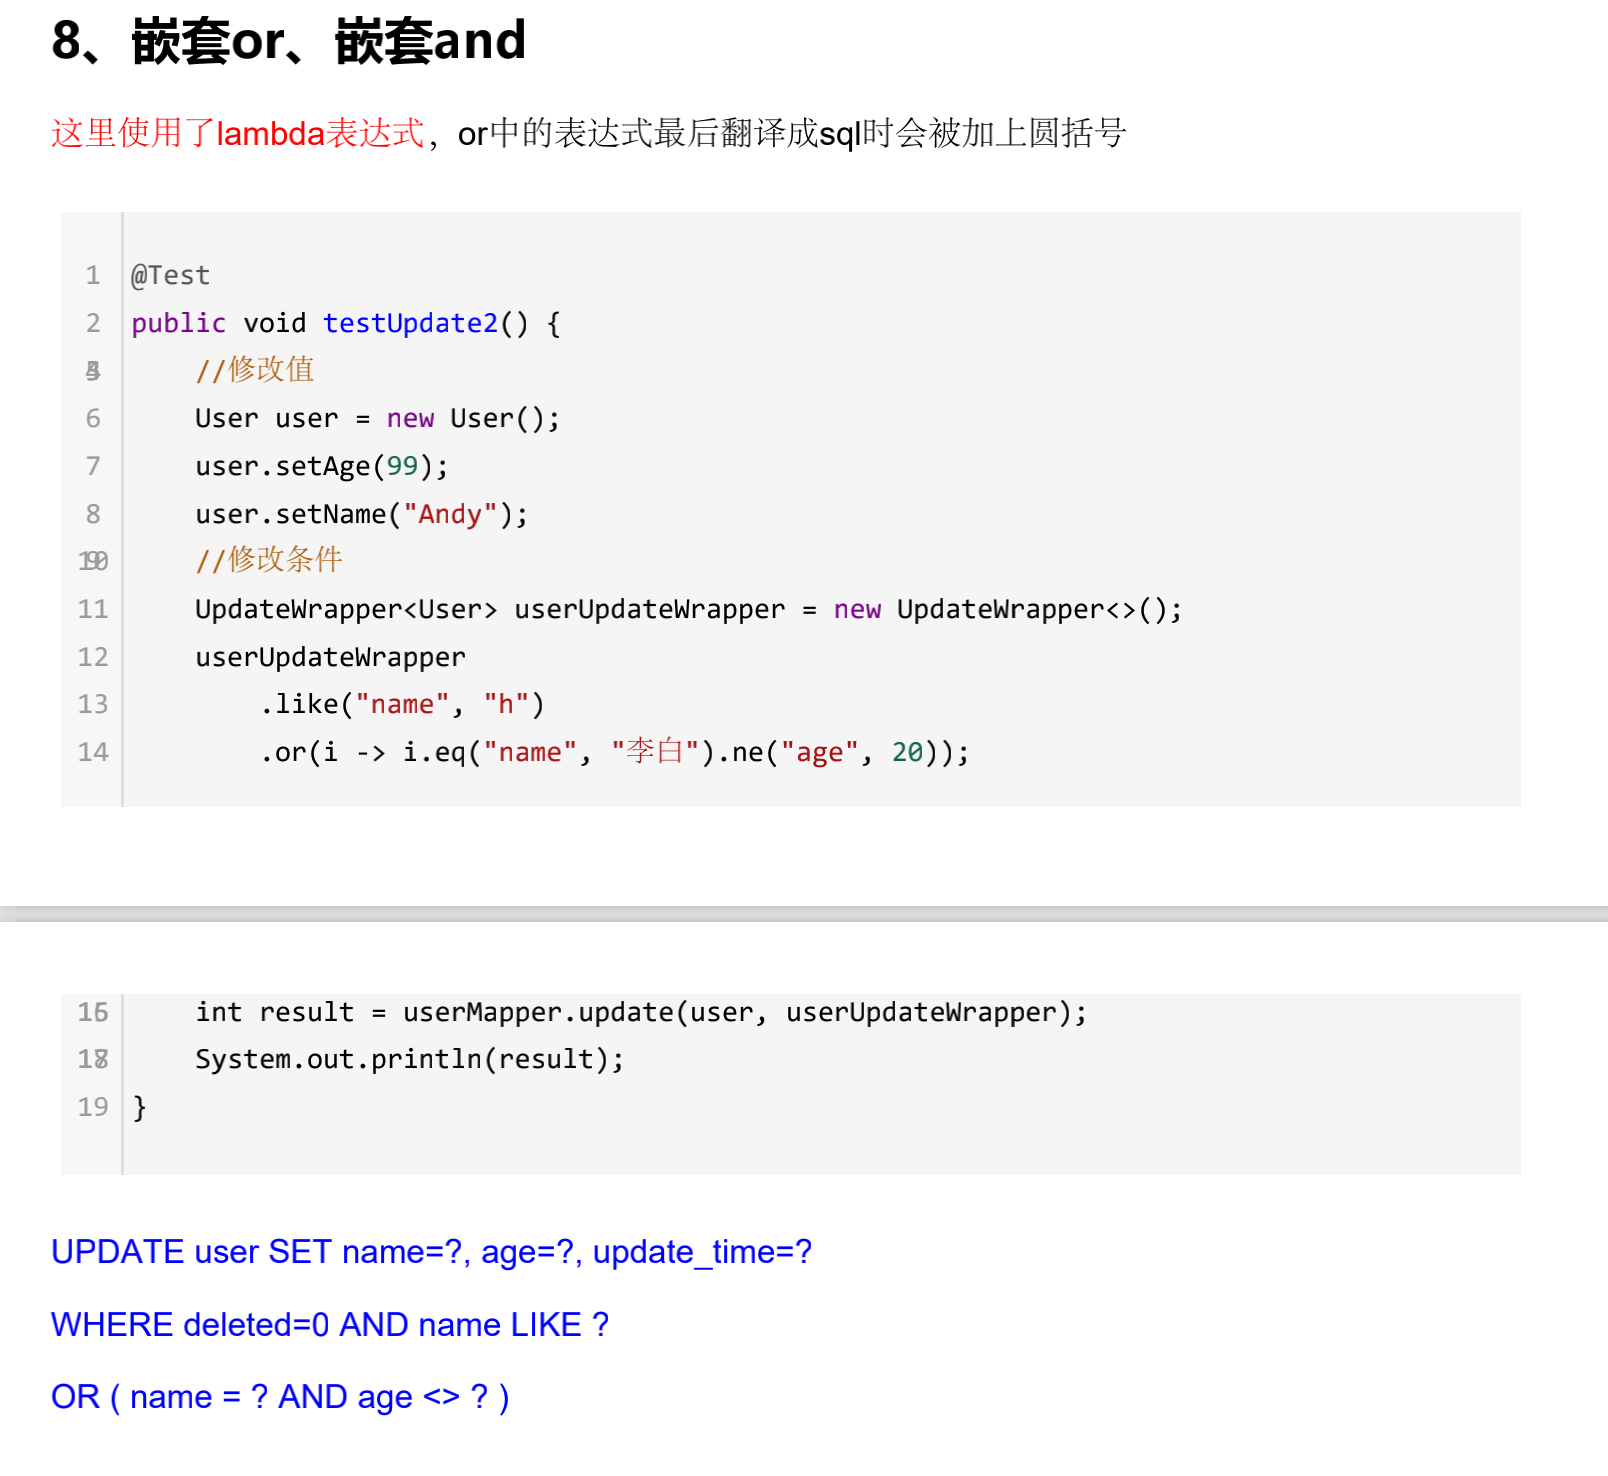 8、嵌套or、嵌套and
这里使用了lambda表达式，or中的表达式最后翻译成sql时会被加上圆括号
1 @Test
2 public void testUpdate2() {
//修改值
6 User user = new User();
7 user.setAge(99);
8 user.setName("Andy");
//修改条件
11 UpdateWrapper<User> userUpdateWrapper = new UpdateWrapper<>();
12 userUpdateWrapper
13 .like("name", "h")
14 .or(i -> i.eq("name", "李白").ne("age", 20));
int result = userMapper.update(user, userUpdateWrapper);
System.out.println(result);
19 }
UPDATE user SET name=?, age=?, update_time=?
WHERE deleted=0 AND name LIKE ?
OR ( name = ? AND age <> ? )